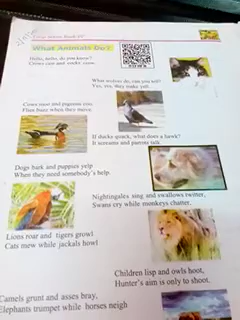 What Animals Do?
Hello, hello, do you know?
Crows caw and cocks crow.
What wolves do, can you tell?
Yes, yes, they make yell.
Crows roar and pigeons coo
Flies buzz when they
If ducks quack, what does a hawk?
It screams and parrots talk.
Dogs bark and puppies yelp
When they need somebody's help.
Nightingales sing and swallows twitter,
Swans cry while monkeys chatter.
Lions roar and tigers growl
Cats mew while jackals howl
Children lisp and owls hoot,
Hunter's aim is only to shoot.
Camels grunt and asses bray,
Elephants trumpet while horses neigh